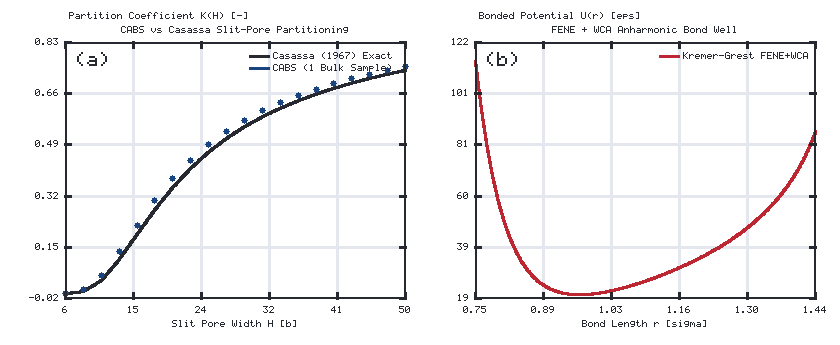 Partition Coefficient K(H) [-]
CABS vs Casassa Slit-Pore Partitioning
0.83
(a)
Casassa (1967) Exact
CABS (1 Bulk Sample)
0.66
0.49
0.32
0.15
-0.02
6
15
24
32
41
50
Slit Pore Width H [b]
Bonded Potential U(r) [eps]
FENE + WCA Anharmonic Bond Well
122
(b)
Kremer-Grest FENE+WCA
101
81
60
39
19
0.75
0.89
1.03
1.16
1.30
1.44
Bond Length r [sigma]